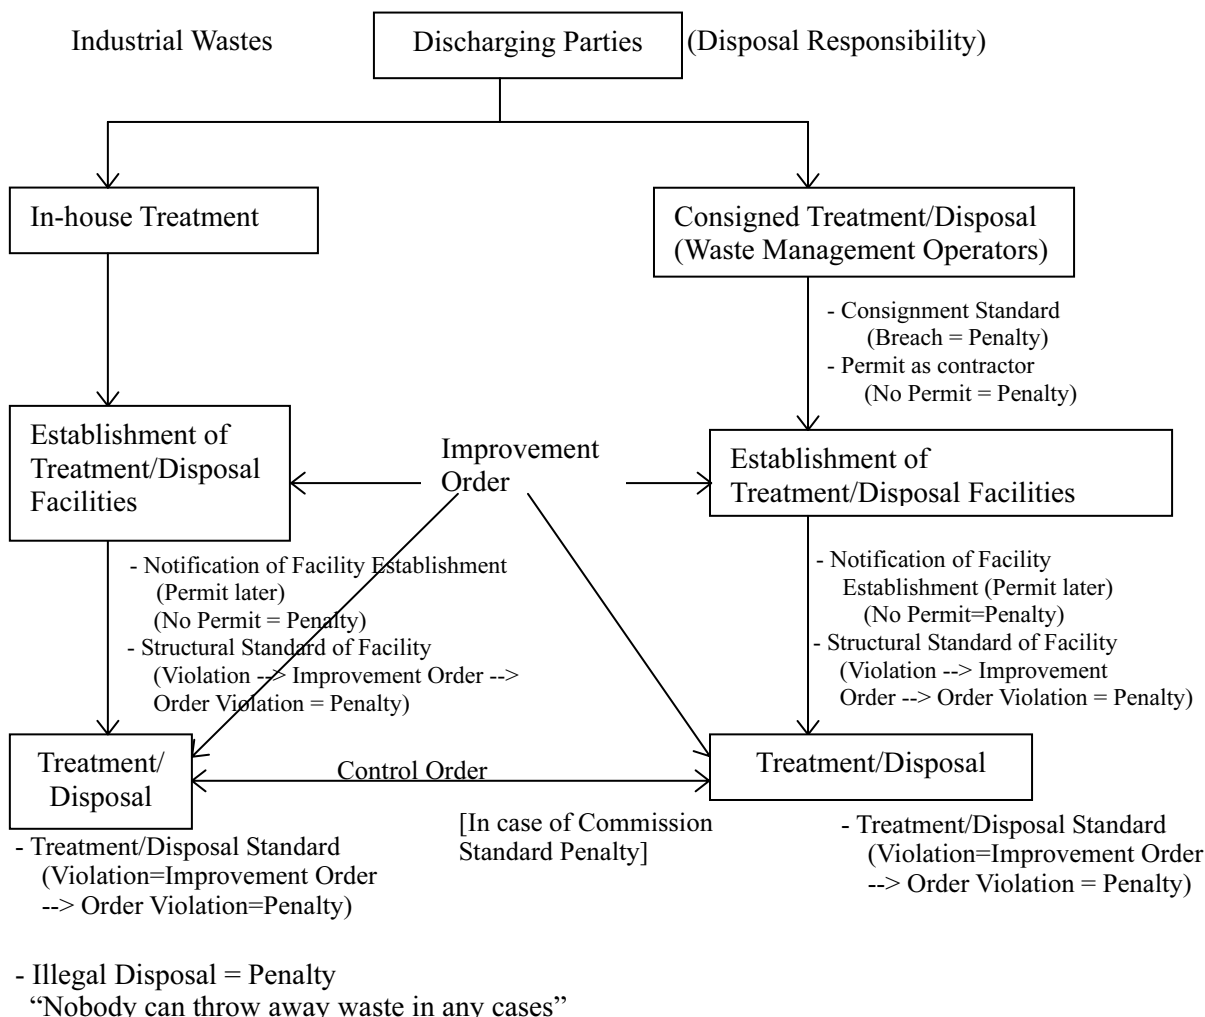 Industrial Wastes
Discharging Parties
(Disposal Responsibility)
In-house Treatment
Consigned Treatment/Disposal
(Waste Management Operators)
- Consignment Standard
(Breach = Penalty)
- Permit as contractor
(No Permit = Penalty)
Establishment of
Treatment/Disposal
Facilities
Improvement
Order
Establishment of
Treatment/Disposal Facilities
- Notification of Facility Establishment
(Permit later)
(No Permit = Penalty)
- Structural Standard of Facility
(Violation --> Improvement Order -->
Order Violation = Penalty)
- Notification of Facility
Establishment (Permit later)
(No Permit=Penalty)
- Structural Standard of Facility
(Violation --> Improvement
Order --> Order Violation = Penalty)
Treatment/
Disposal
Control Order
Treatment/Disposal
[In case of Commission
Standard Penalty]
- Treatment/Disposal Standard
(Violation=Improvement Order
--> Order Violation=Penalty)
- Treatment/Disposal Standard
(Violation=Improvement Order
--> Order Violation = Penalty)
- Illegal Disposal = Penalty
“Nobody can throw away waste in any cases”